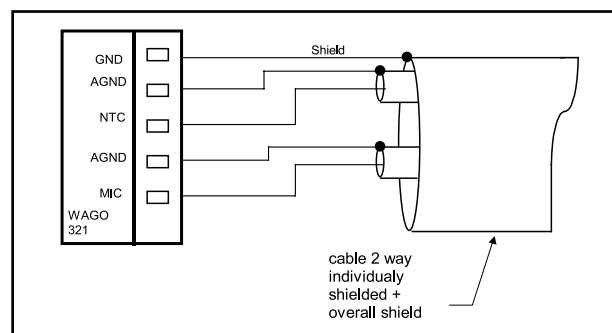 GND
Shield
AGND
NTC
AGND
MIC
WAGO
321
cable 2 way
individualy
shielded +
overall shield